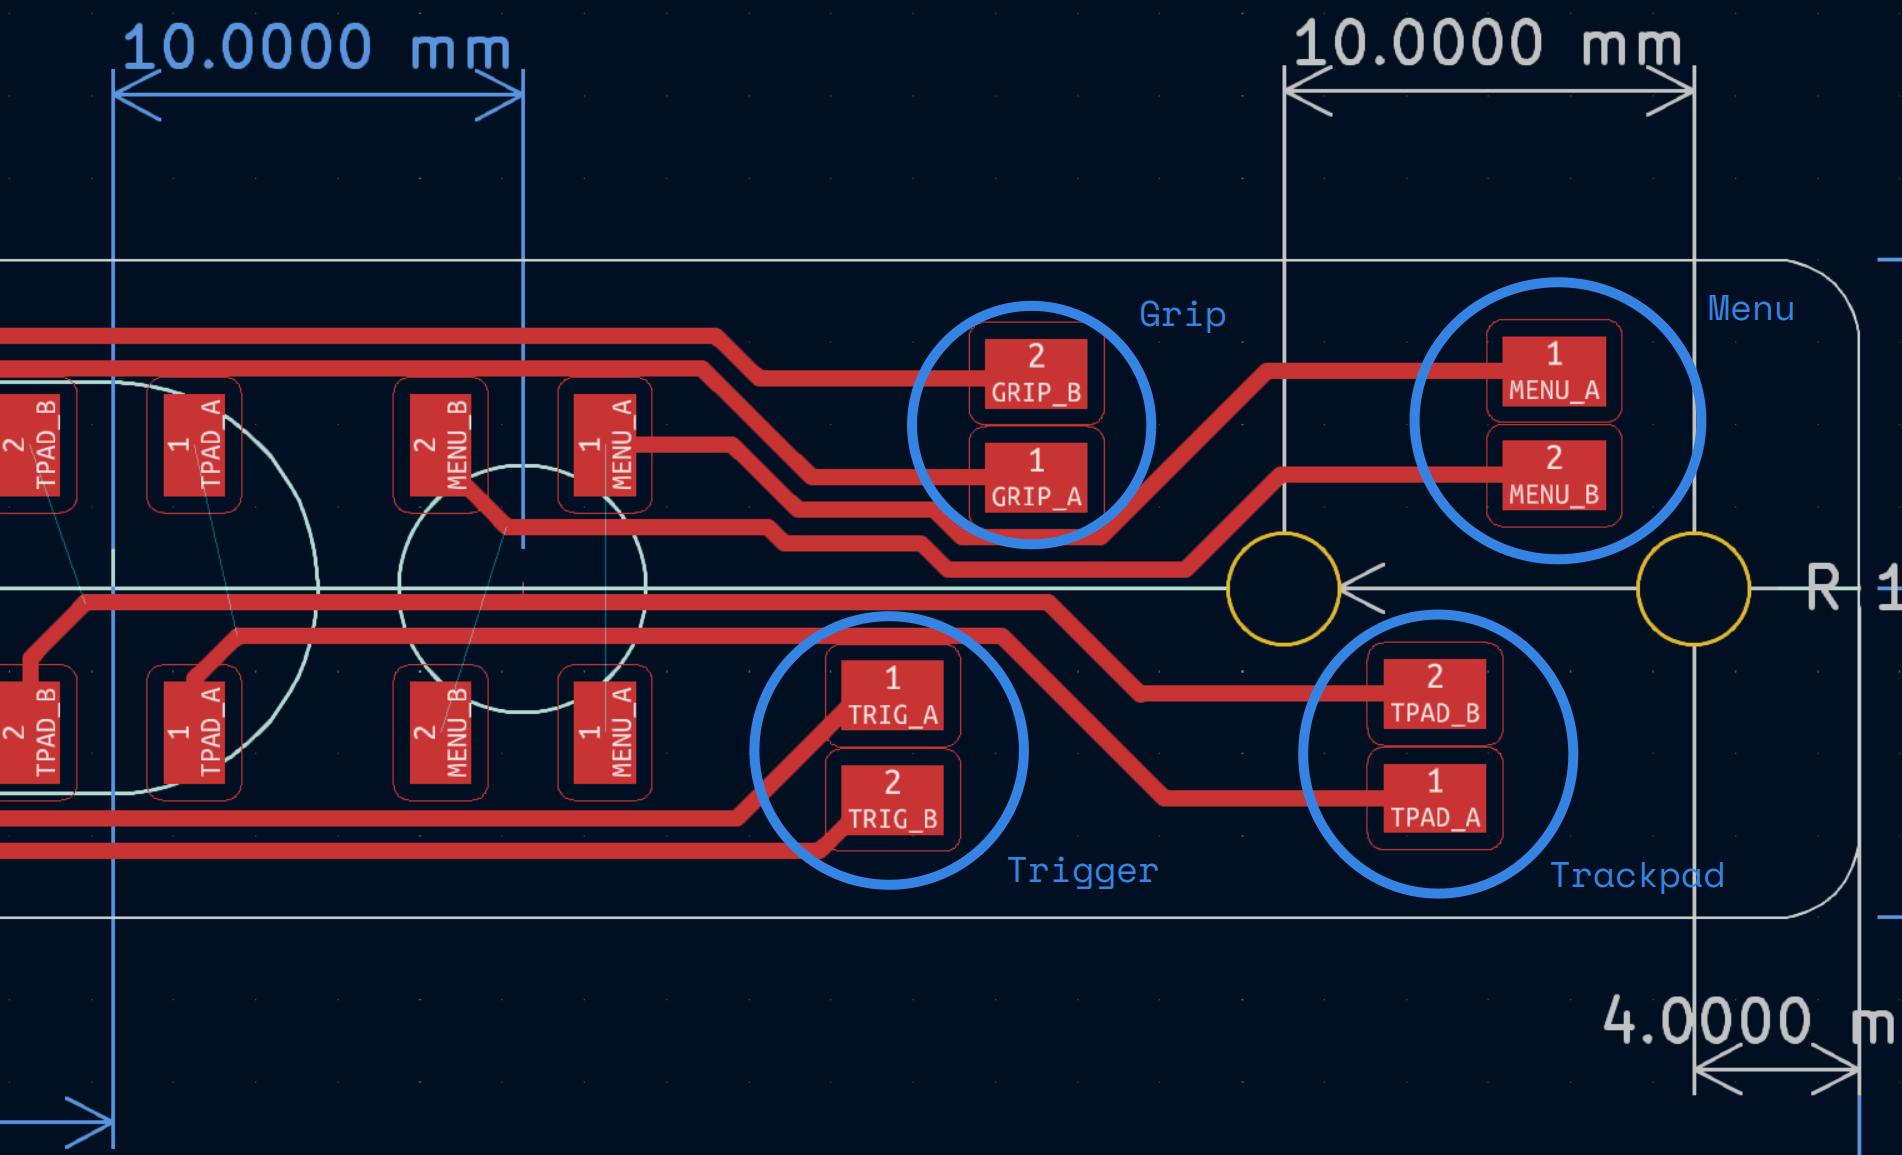 10.0000 mm
10.0000 mm
Grip
Menu
2
GRIP_B
1
GRIP_A
1
MENU_A
2
MENU_B
2
TPAD_B
1
TPAD_A
2
MENU_B
1
MENU_A
R 1
1
TRIG_A
2
TRIG_B
2
TPAD_B
1
TPAD_A
2
TPAD_B
1
TPAD_A
2
MENU_B
1
MENU_A
Trigger
Trackpad
4.0000 m